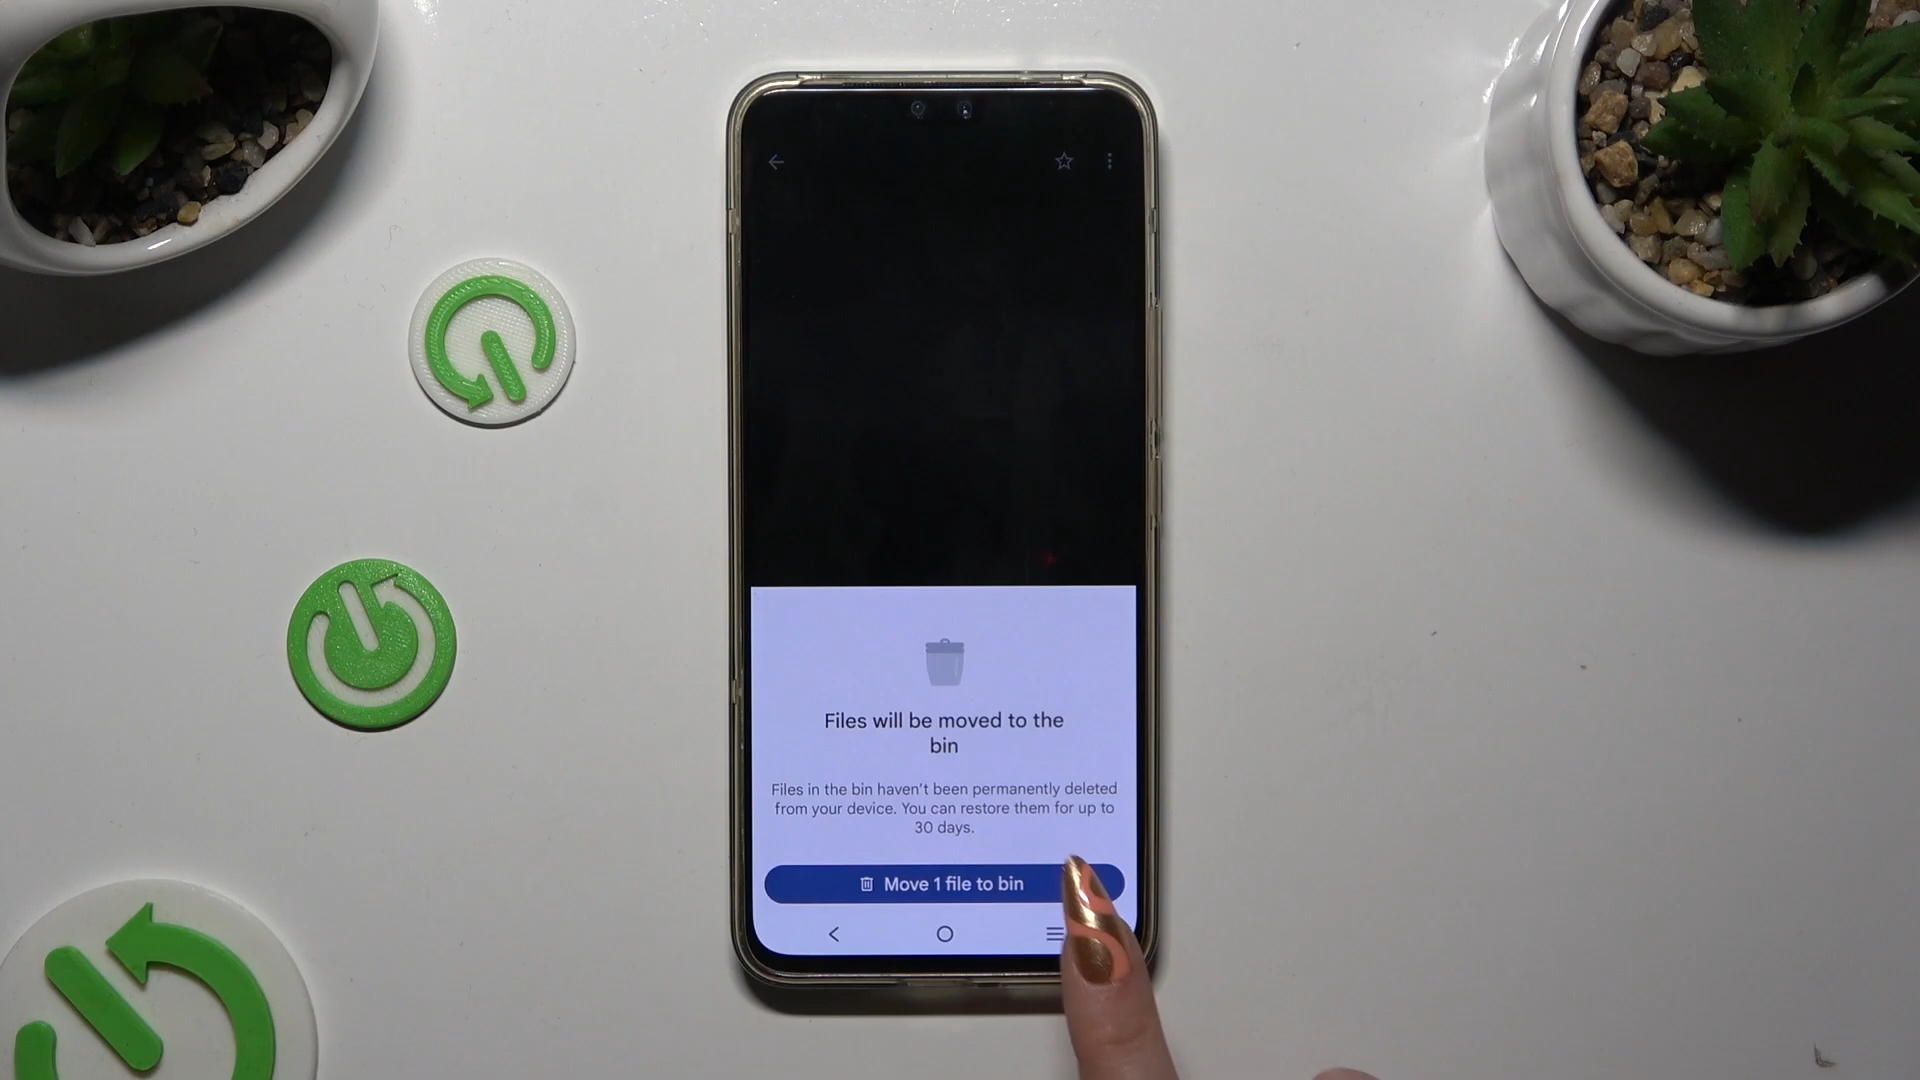 Files will be moved to the
bin
Files in the bin haven't been permanently deleted
from your device. You can restore them for up to
30 days.
Move 1 file to bin